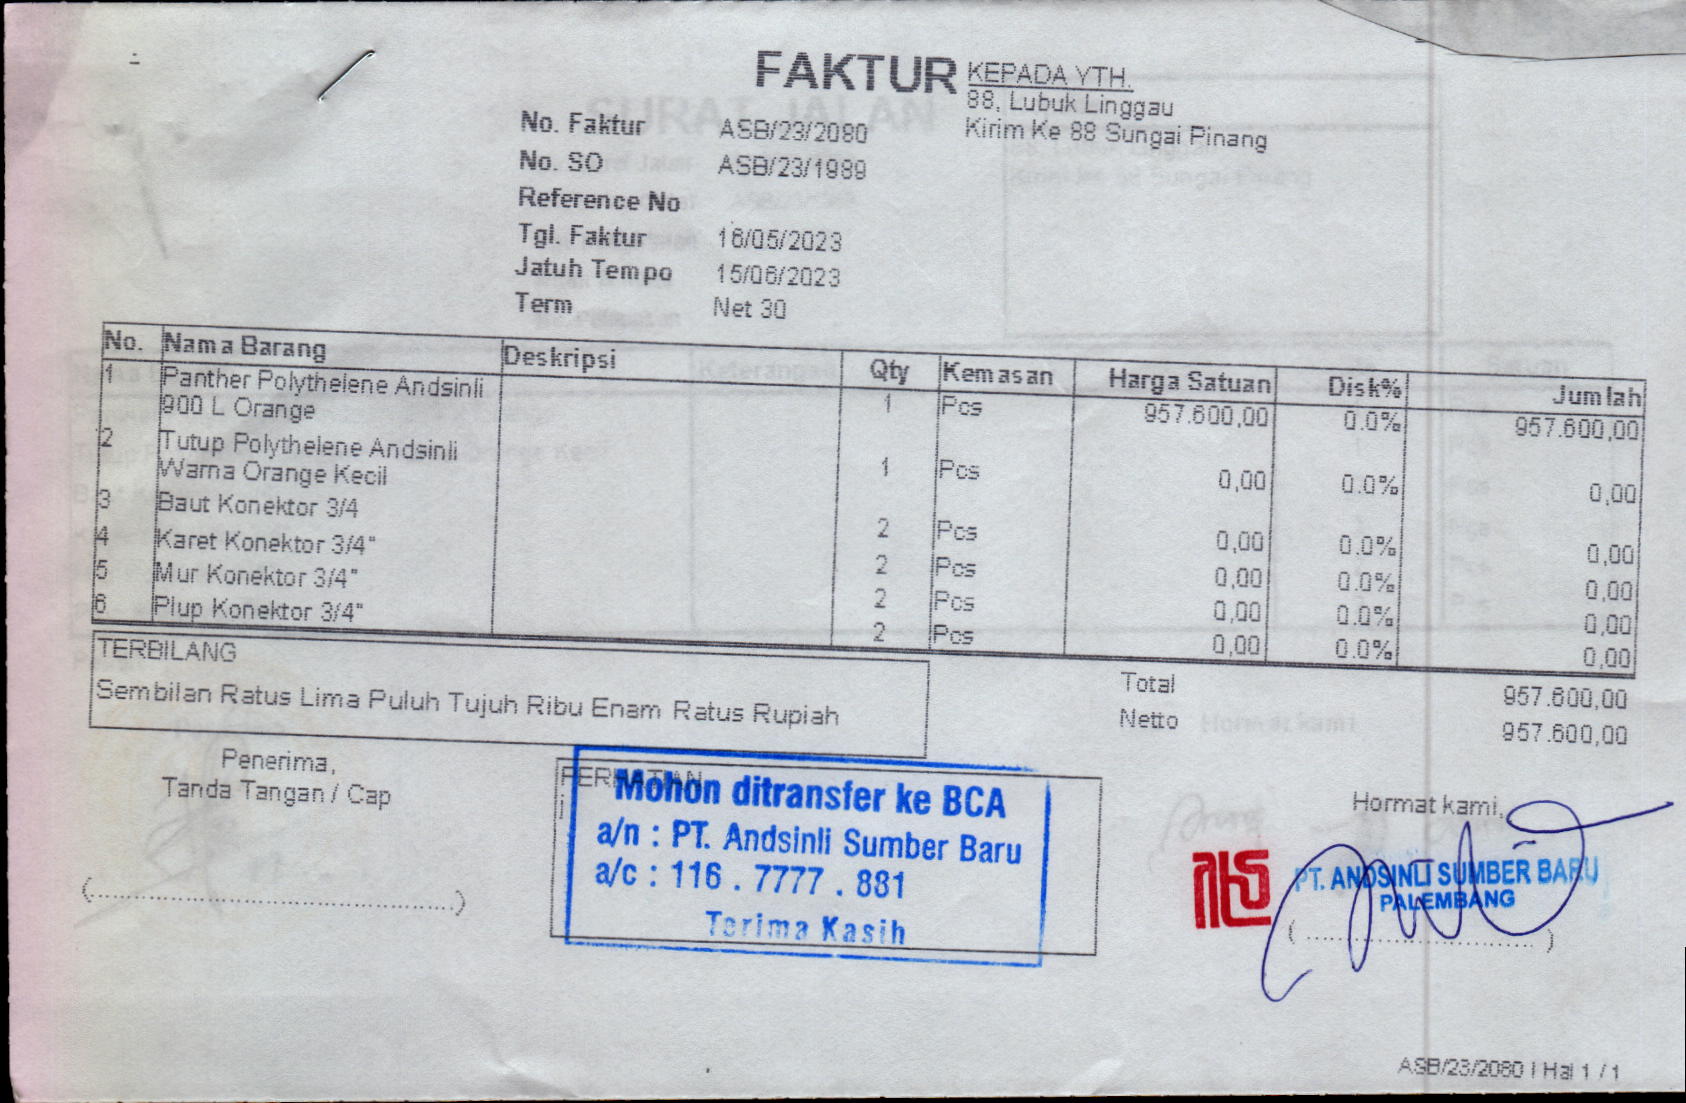 FAKTUR
KEPADA YTH.
88, Lubuk Linggau
Kirim Ke 88 Sungai Pinang
No. Faktur ASB/23/2080
No. SO ASB/23/1989
Reference No
Tgl. Faktur 16/05/2023
Jatuh Tempo 15/06/2023
Term Net 30
No. Nama Barang Deskripsi Qty Kemasan Harga Satuan Disk% Jumlah
1 Panther Polythelene Andsinli 1 Pcs 957.600,00 0.0% 957.600,00
900 L Orange
2 Tutup Polythelene Andsinli 1 Pcs 0,00 0.0% 0,00
Warna Orange Kecil
3 Baut Konektor 3/4 2 Pcs 0,00 0.0% 0,00
4 Karet Konektor 3/4" 2 Pcs 0,00 0.0% 0,00
5 Mur Konektor 3/4" 2 Pcs 0,00 0.0% 0,00
6 Plup Konektor 3/4" 2 Pcs 0,00 0.0% 0,00
TERBILANG
Sembilan Ratus Lima Puluh Tujuh Ribu Enam Ratus Rupiah
Total 957.600,00
Netto 957.600,00
Penerima,
Tanda Tangan / Cap
(....................................................)
PERHATIAN
Mohon ditransfer ke BCA
a/n : PT. Andsinli Sumber Baru
a/c : 116 . 7777 . 881
Terima Kasih
Hormat kami,
PT. ANDSINLI SUMBER BARU
PALEMBANG
( ................................. )
ASB/23/2080 | Hal 1 / 1